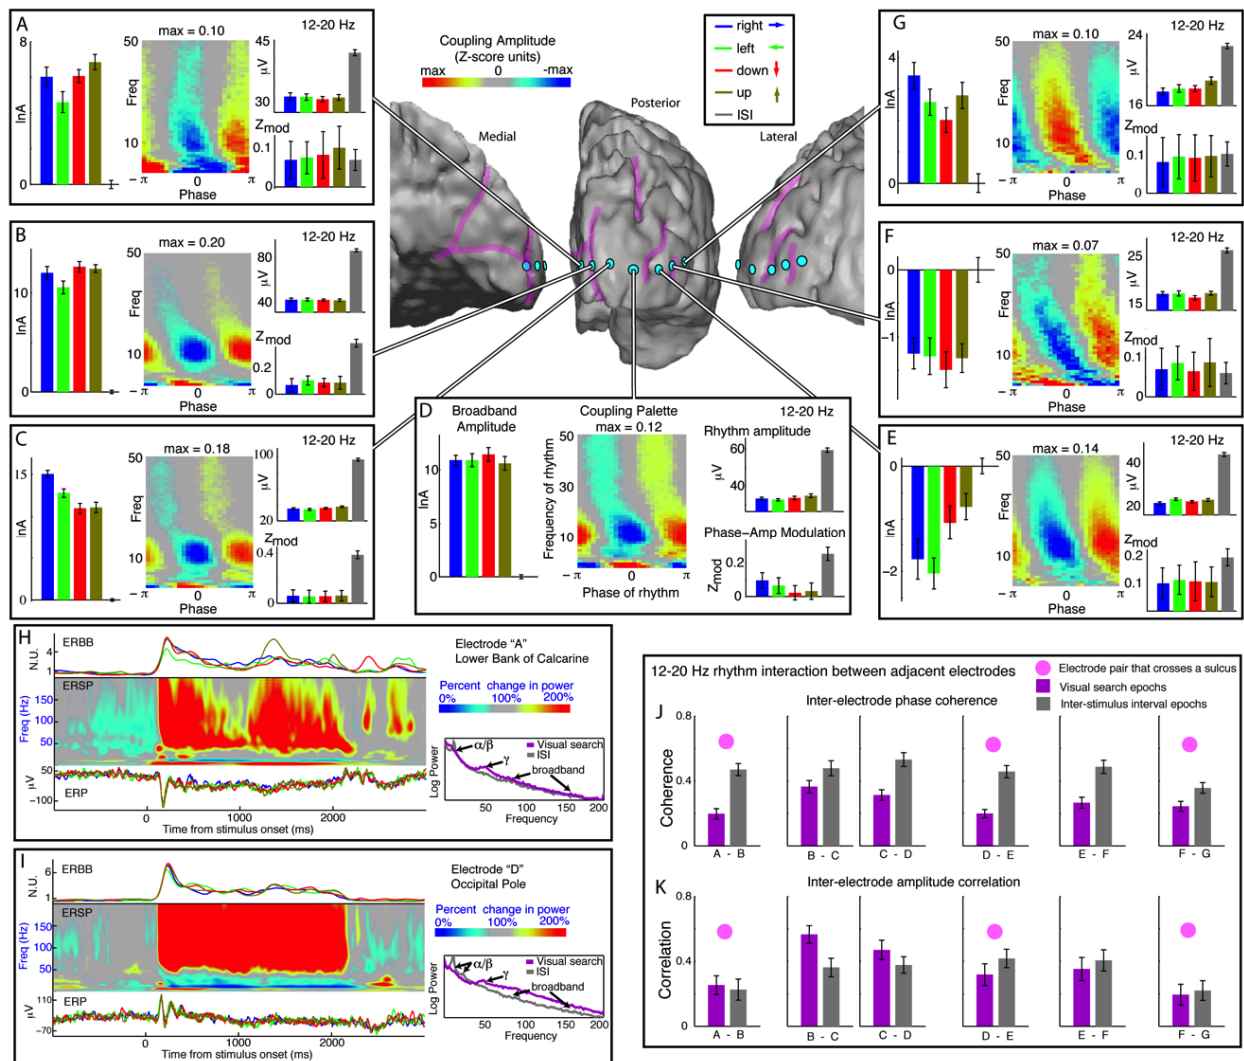 A
max = 0.10
12-20 Hz
8
lnA
0
50
Freq
10
- π 0 π
Phase
45
μV
30
Zmod
0.1
0
B
max = 0.20
12-20 Hz
10
lnA
0
50
Freq
10
- π 0 π
Phase
80
μV
40
Zmod
0.2
0
C
max = 0.18
12-20 Hz
15
lnA
0
50
Freq
10
- π 0 π
Phase
100
μV
20
Zmod
0.4
0
Coupling Amplitude
(Z-score units)
max 0 -max
right
left
down
up
ISI
Medial
Posterior
Lateral
D
Broadband
Amplitude
10
5
0
lnA
Coupling Palette
max = 0.12
50
30
10
Frequency of rhythm
- π 0 π
Phase of rhythm
12-20 Hz
Rhythm amplitude
60
μV
40
Phase-Amp Modulation
0.2
0
Zmod
G
max = 0.10
12-20 Hz
4
lnA
0
50
Freq
10
- π 0 π
Phase
24
μV
16
Zmod
0.1
0
F
max = 0.07
12-20 Hz
0
lnA
-1
50
Freq
10
- π 0 π
Phase
25
μV
15
Zmod
0.1
0
E
max = 0.14
12-20 Hz
0
lnA
-2
50
Freq
10
- π 0 π
Phase
40
μV
20
0.2
Zmod
0.1
0
H
ERBB
N.U.
4
1
Electrode "A"
Lower Bank of Calcarine
ERSP
Freq (Hz)
150
100
50
Percent change in power
0% 100% 200%
50
μV
-100
ERP
0 1000 2000
Time from stimulus onset (ms)
Log Power
α/β
γ
Visual search
ISI
broadband
50 100 150 200
Frequency
I
ERBB
N.U.
6
1
Electrode "D"
Occipital Pole
ERSP
Freq (Hz)
150
100
50
Percent change in power
0% 100% 200%
110
μV
-70
ERP
0 1000 2000
Time from stimulus onset (ms)
Log Power
α/β
γ
Visual search
ISI
broadband
50 100 150 200
Frequency
12-20 Hz rhythm interaction between adjacent electrodes
Electrode pair that crosses a sulcus
Visual search epochs
Inter-stimulus interval epochs
J
Inter-electrode phase coherence
0.8
0.4
0
Coherence
A - B B - C C - D D - E E - F F - G
K
Inter-electrode amplitude correlation
0.8
0.4
0
Correlation
A - B B - C C - D D - E E - F F - G